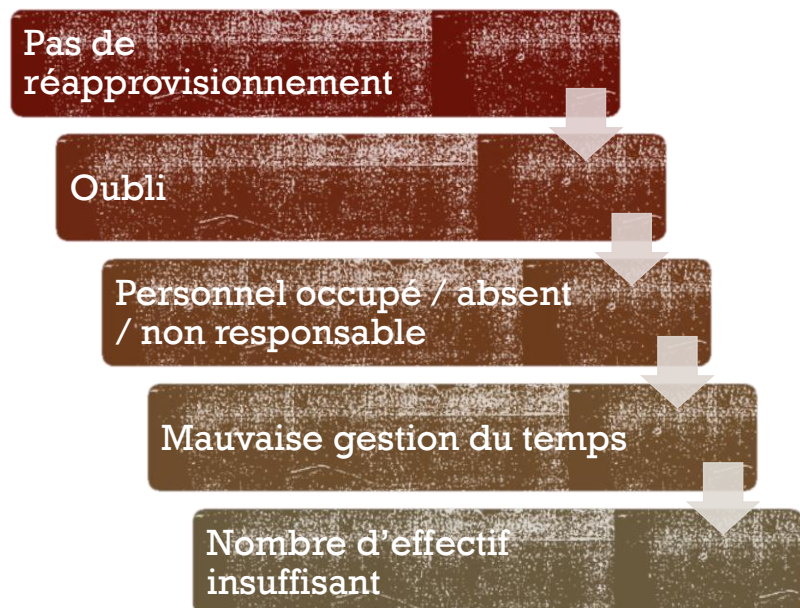 Pas de
réapprovisionnement
Oubli
Personnel occupé / absent
/ non responsable
Mauvaise gestion du temps
Nombre d’effectif
insuffisant